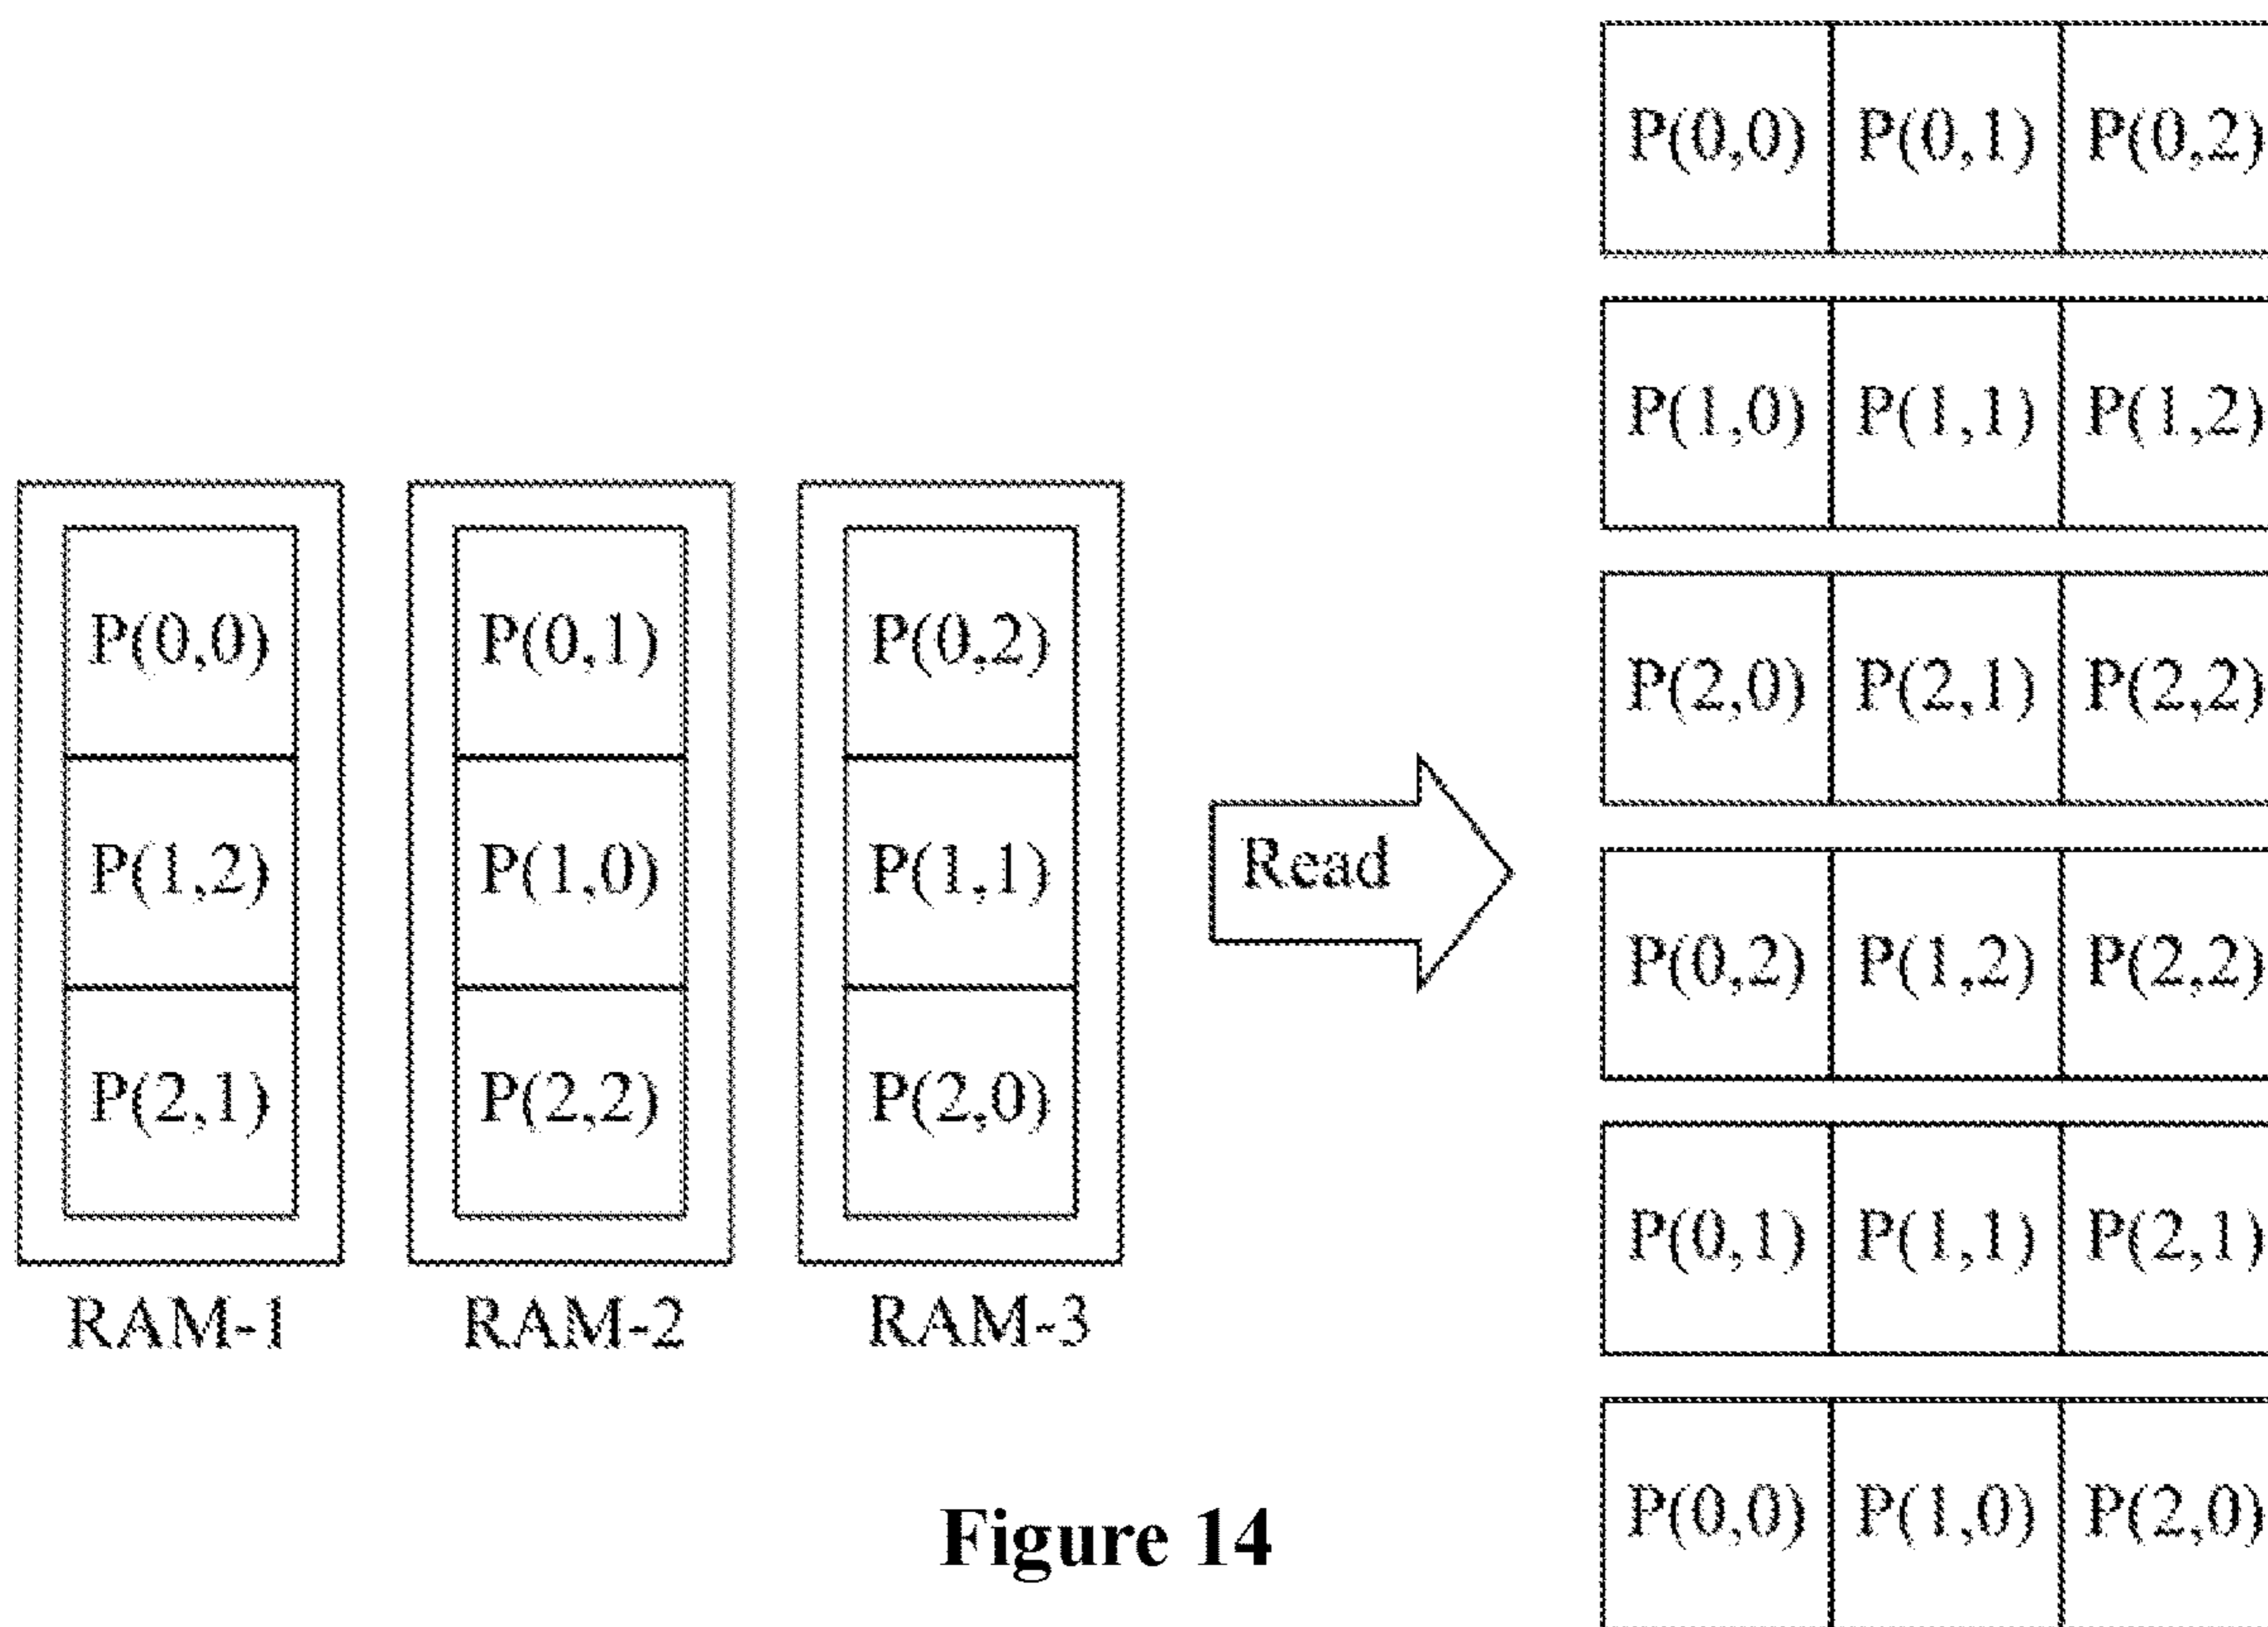 P(0,0) P(0,1) P(0,2)
P(1,0) P(1,1) P(1,2)
P(2,0) P(2,1) P(2,2)
P(0,2) P(1,2) P(2,2)
P(0,1) P(1,1) P(2,1)
P(0,0) P(1,0) P(2,0)
P(0,0) P(0,1) P(0,2)
P(1,2) P(1,0) P(1,1)
P(2,1) P(2,2) P(2,0)
RAM-1 RAM-2 RAM-3
Read
Figure 14